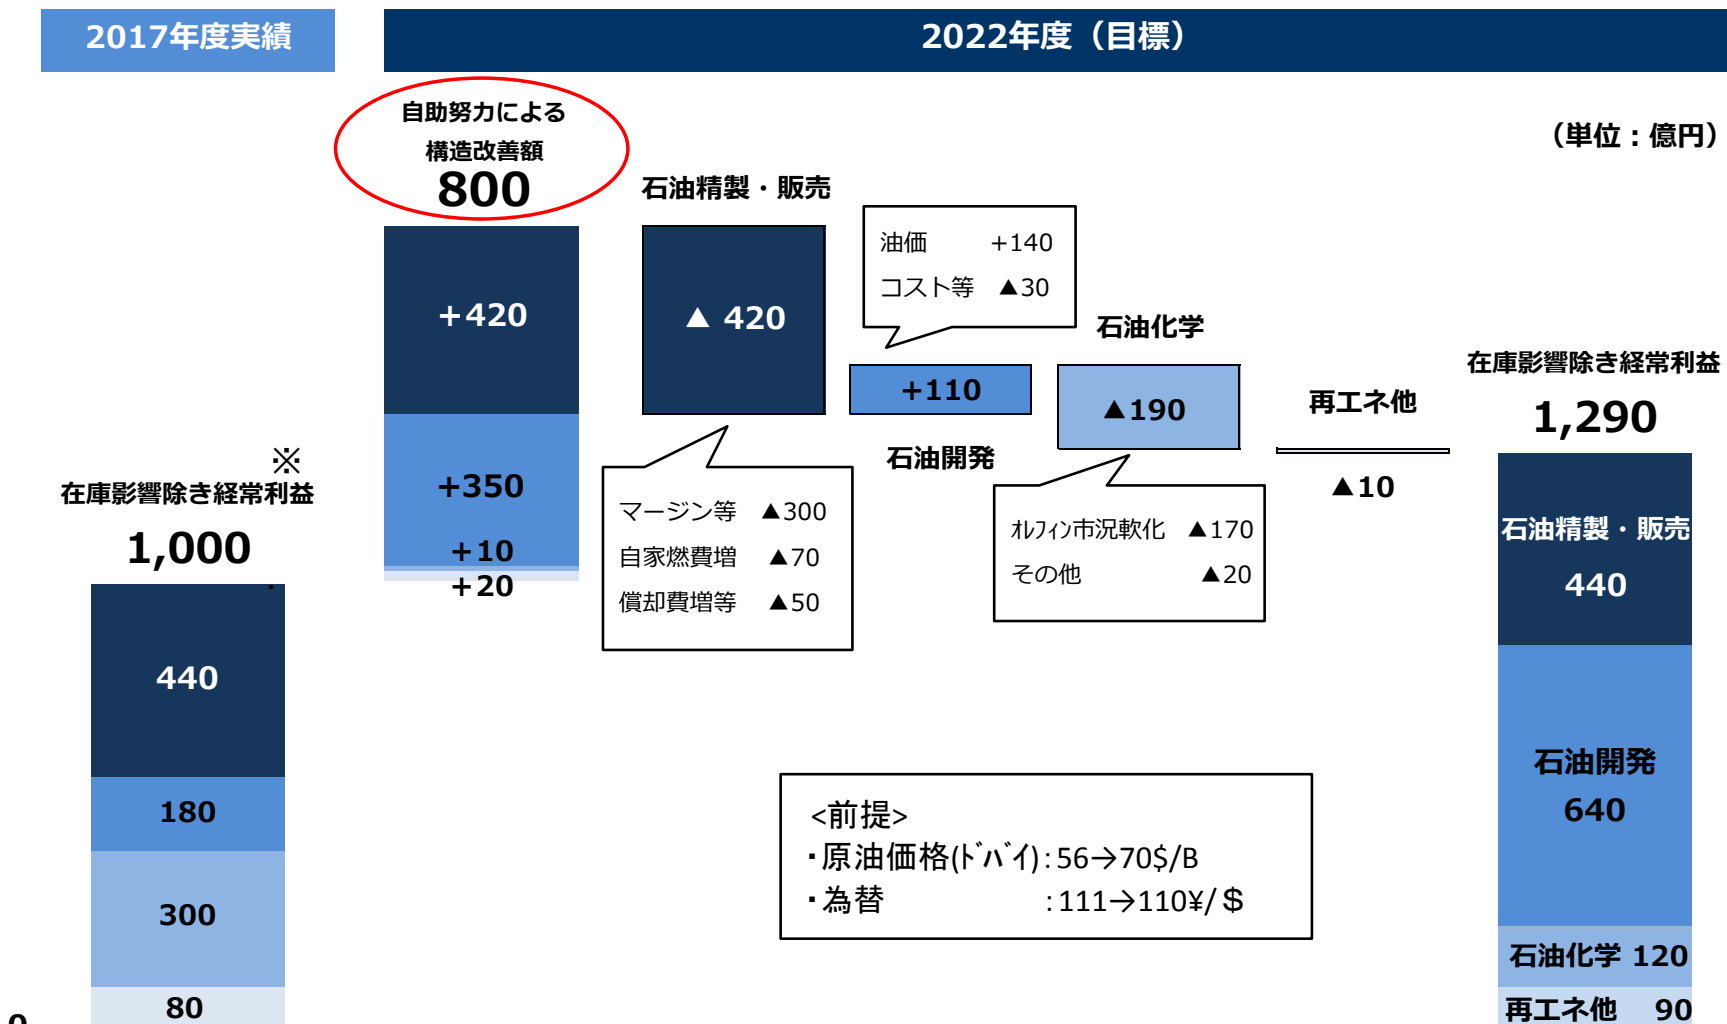 2017年度実績
2022年度（目標）
（単位：億円）
自助努力による
構造改善額
800
+420
+350
+10
+20
石油精製・販売
▲ 420
マージン等 ▲300
自家燃費増 ▲70
償却費増等 ▲50
油価 +140
コスト等 ▲30
+110
石油開発
石油化学
▲190
ｵﾚﾌｨﾝ市況軟化 ▲170
その他 ▲20
再エネ他
▲10
※
在庫影響除き経常利益
1,000
440
180
300
80
0
在庫影響除き経常利益
1,290
石油精製・販売
440
石油開発
640
石油化学 120
再エネ他 90
<前提>
・原油価格(ﾄﾞﾊﾞｲ)：56→70$/B
・為替 ：111→110¥/＄